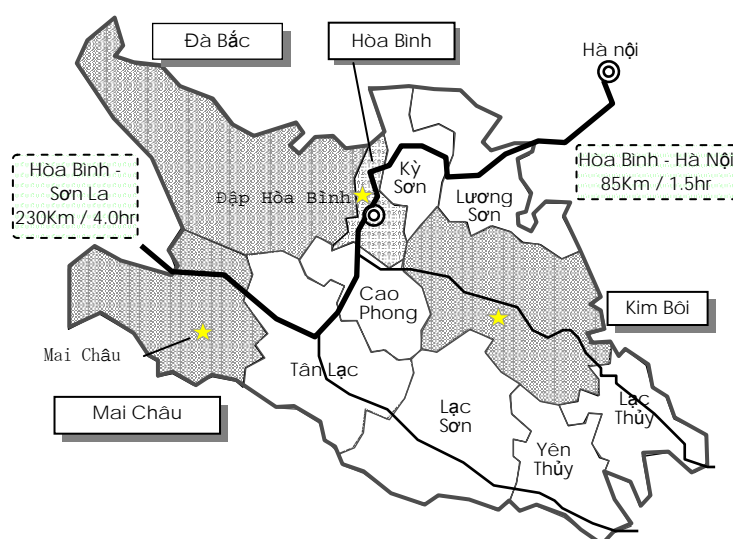 Đà Bắc
Hòa Bình
Hà nội
Hòa Bình -
Sơn La
230Km / 4.0hr
Hòa Bình - Hà Nội
85Km / 1.5hr
Kỳ
Sơn
Đập Hòa Bình
Lương
Sơn
Cao
Phong
Kim Bôi
Mai Châu
Tân Lạc
Mai Châu
Lạc
Sơn
Lạc
Thủy
Yên
Thủy